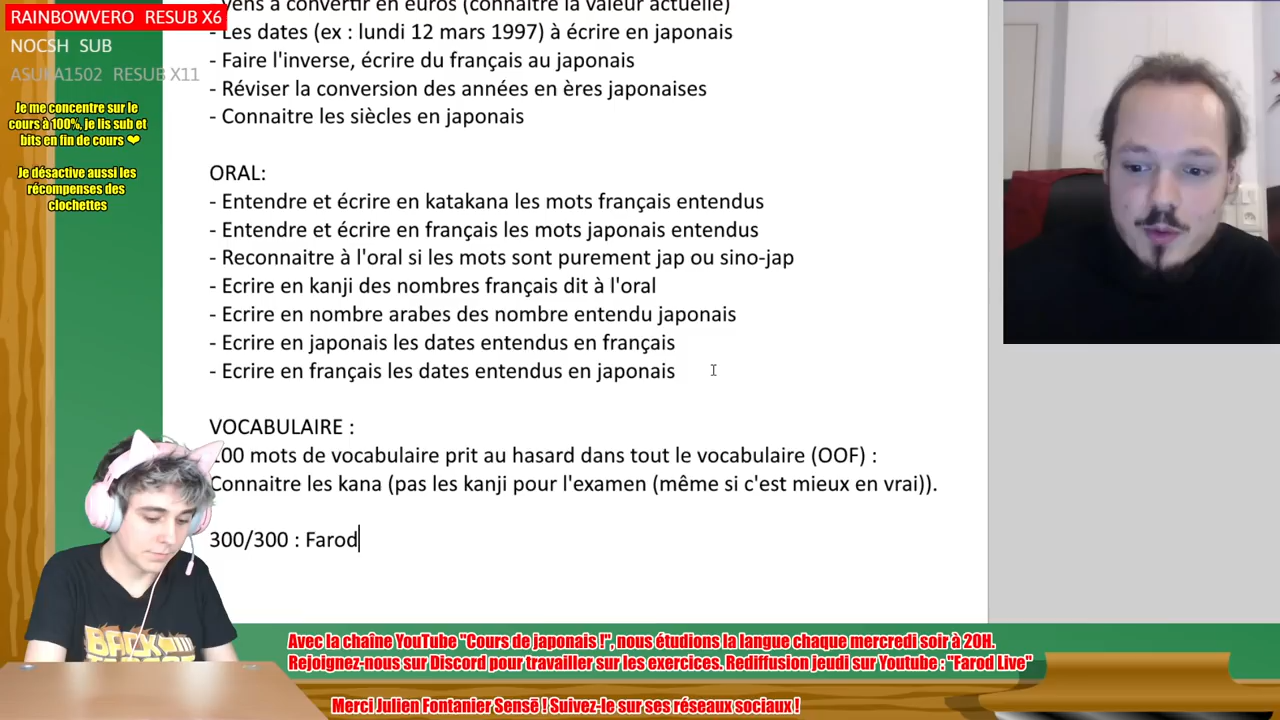 RAINBOWVERO RESUB X6
NOCSH SUB
ASUKA1502 RESUB X11
Je me concentre sur le
cours à 100%, je lis sub et
bits en fin de cours ❤
Je désactive aussi les
récompenses des
clochettes
- Yens à convertir en euros (connaitre la valeur actuelle)
- Les dates (ex : lundi 12 mars 1997) à écrire en japonais
- Faire l'inverse, écrire du français au japonais
- Réviser la conversion des années en ères japonaises
- Connaitre les siècles en japonais
ORAL:
- Entendre et écrire en katakana les mots français entendus
- Entendre et écrire en français les mots japonais entendus
- Reconnaitre à l'oral si les mots sont purement jap ou sino-jap
- Ecrire en kanji des nombres français dit à l'oral
- Ecrire en nombre arabes des nombre entendu japonais
- Ecrire en japonais les dates entendus en français
- Ecrire en français les dates entendus en japonais
VOCABULAIRE :
00 mots de vocabulaire prit au hasard dans tout le vocabulaire (OOF) :
Connaitre les kana (pas les kanji pour l'examen (même si c'est mieux en vrai)).
300/300 : Farod
BACK
Avec la chaîne YouTube "Cours de japonais !", nous étudions la langue chaque mercredi soir à 20H.
Rejoignez-nous sur Discord pour travailler sur les exercices. Rediffusion jeudi sur Youtube : "Farod Live"
Merci Julien Fontanier Sensē ! Suivez-le sur ses réseaux sociaux !